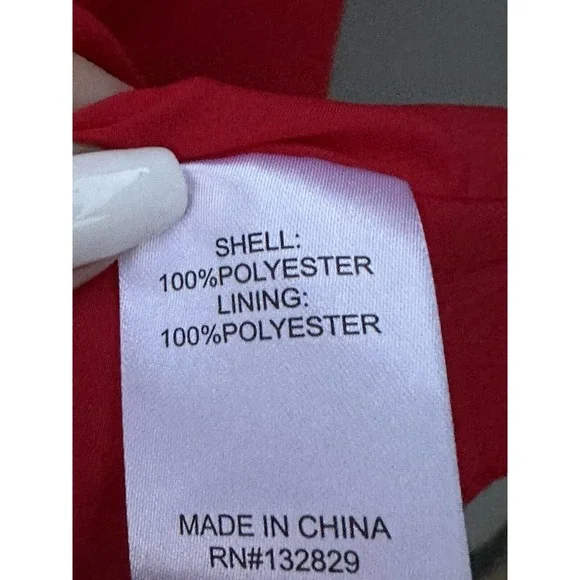 SHELL:
100%POLYESTER
LINING:
100%POLYESTER
MADE IN CHINA
RN#132829